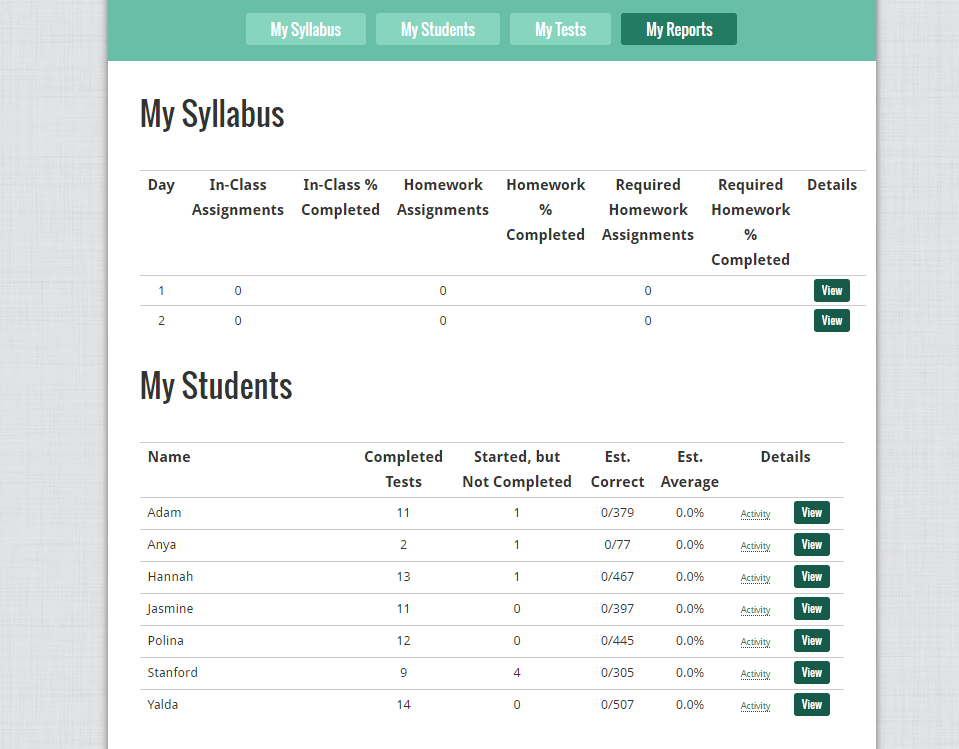 My Syllabus My Students My Tests My Reports
My Syllabus
Day In-Class Assignments In-Class % Completed Homework Assignments Homework % Completed Required Homework Assignments Required Homework % Completed Details
1 0 0 0 View
2 0 0 0 View
My Students
Name Completed Tests Started, but Not Completed Est. Correct Est. Average Details
Adam 11 1 0/379 0.0% Activity View
Anya 2 1 0/77 0.0% Activity View
Hannah 13 1 0/467 0.0% Activity View
Jasmine 11 0 0/397 0.0% Activity View
Polina 12 0 0/445 0.0% Activity View
Stanford 9 4 0/305 0.0% Activity View
Yalda 14 0 0/507 0.0% Activity View